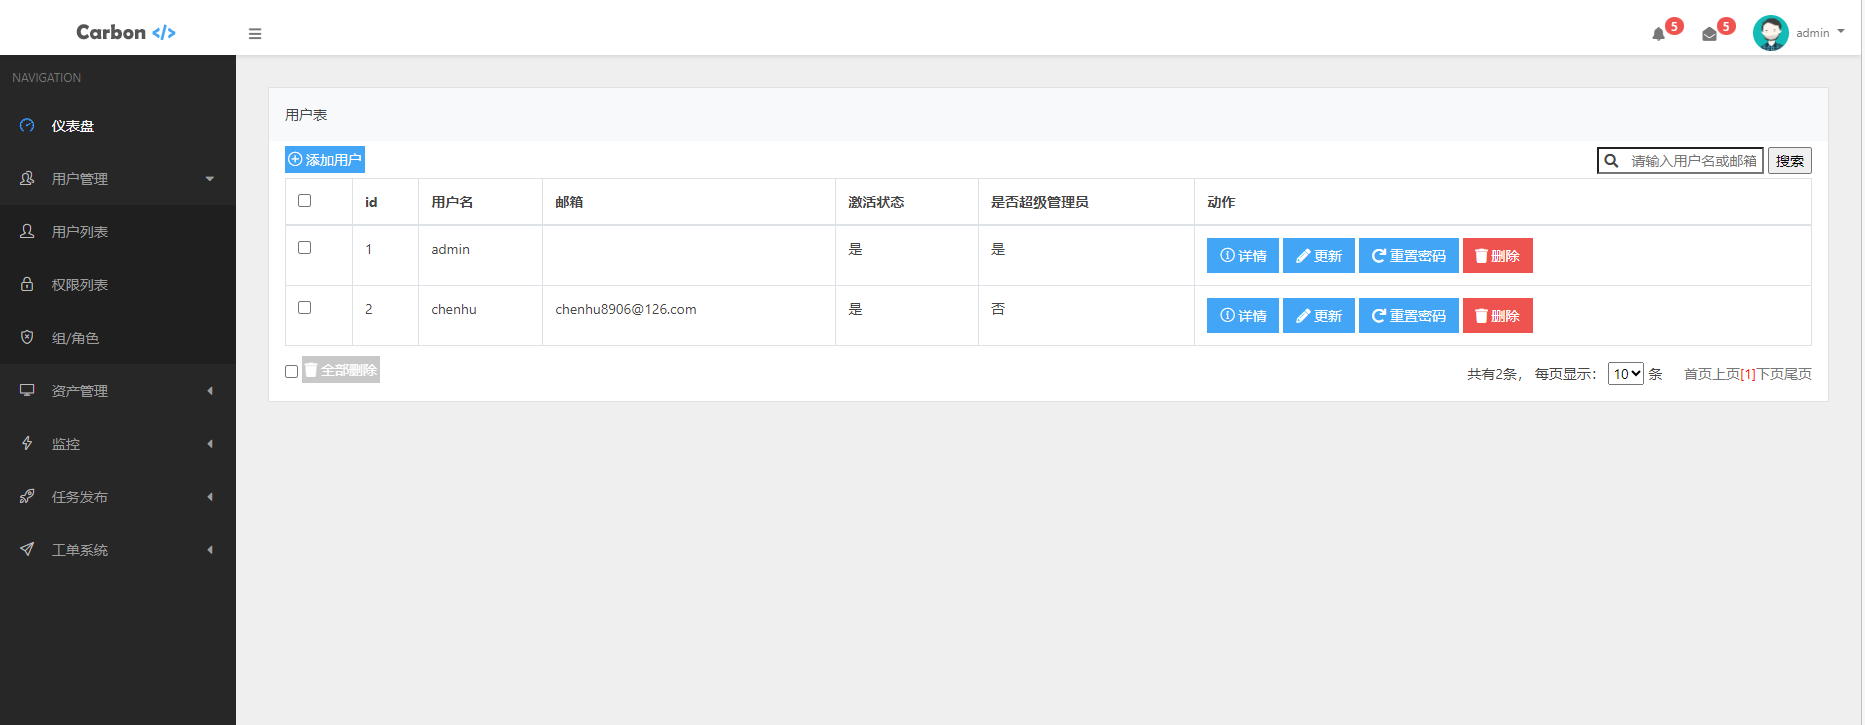 Carbon </>
5
5
admin
NAVIGATION
仪表盘
用户管理
用户列表
权限列表
组/角色
资产管理
监控
任务发布
工单系统
用户表
添加用户
请输入用户名或邮箱 搜索
id 用户名 邮箱 激活状态 是否超级管理员 动作
1 admin 是 是 详情 更新 重置密码 删除
2 chenhu chenhu8906@126.com 是 否 详情 更新 重置密码 删除
全部删除
共有2条， 每页显示： 10 条 首页上页[1]下页尾页